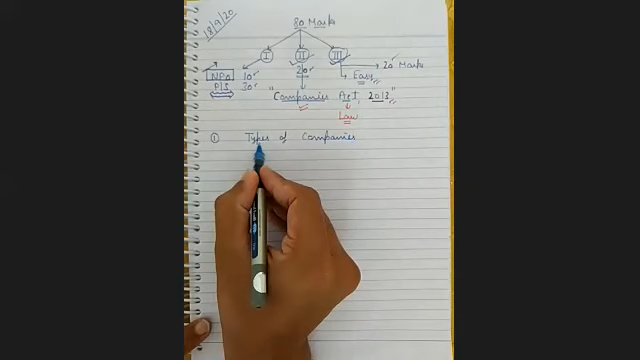 18/9/20
80 Marks
I II III
NPO 10 20 20 Marks
P/S 30 Easy
"Companies Act, 2013"
Law
① Types of Companies